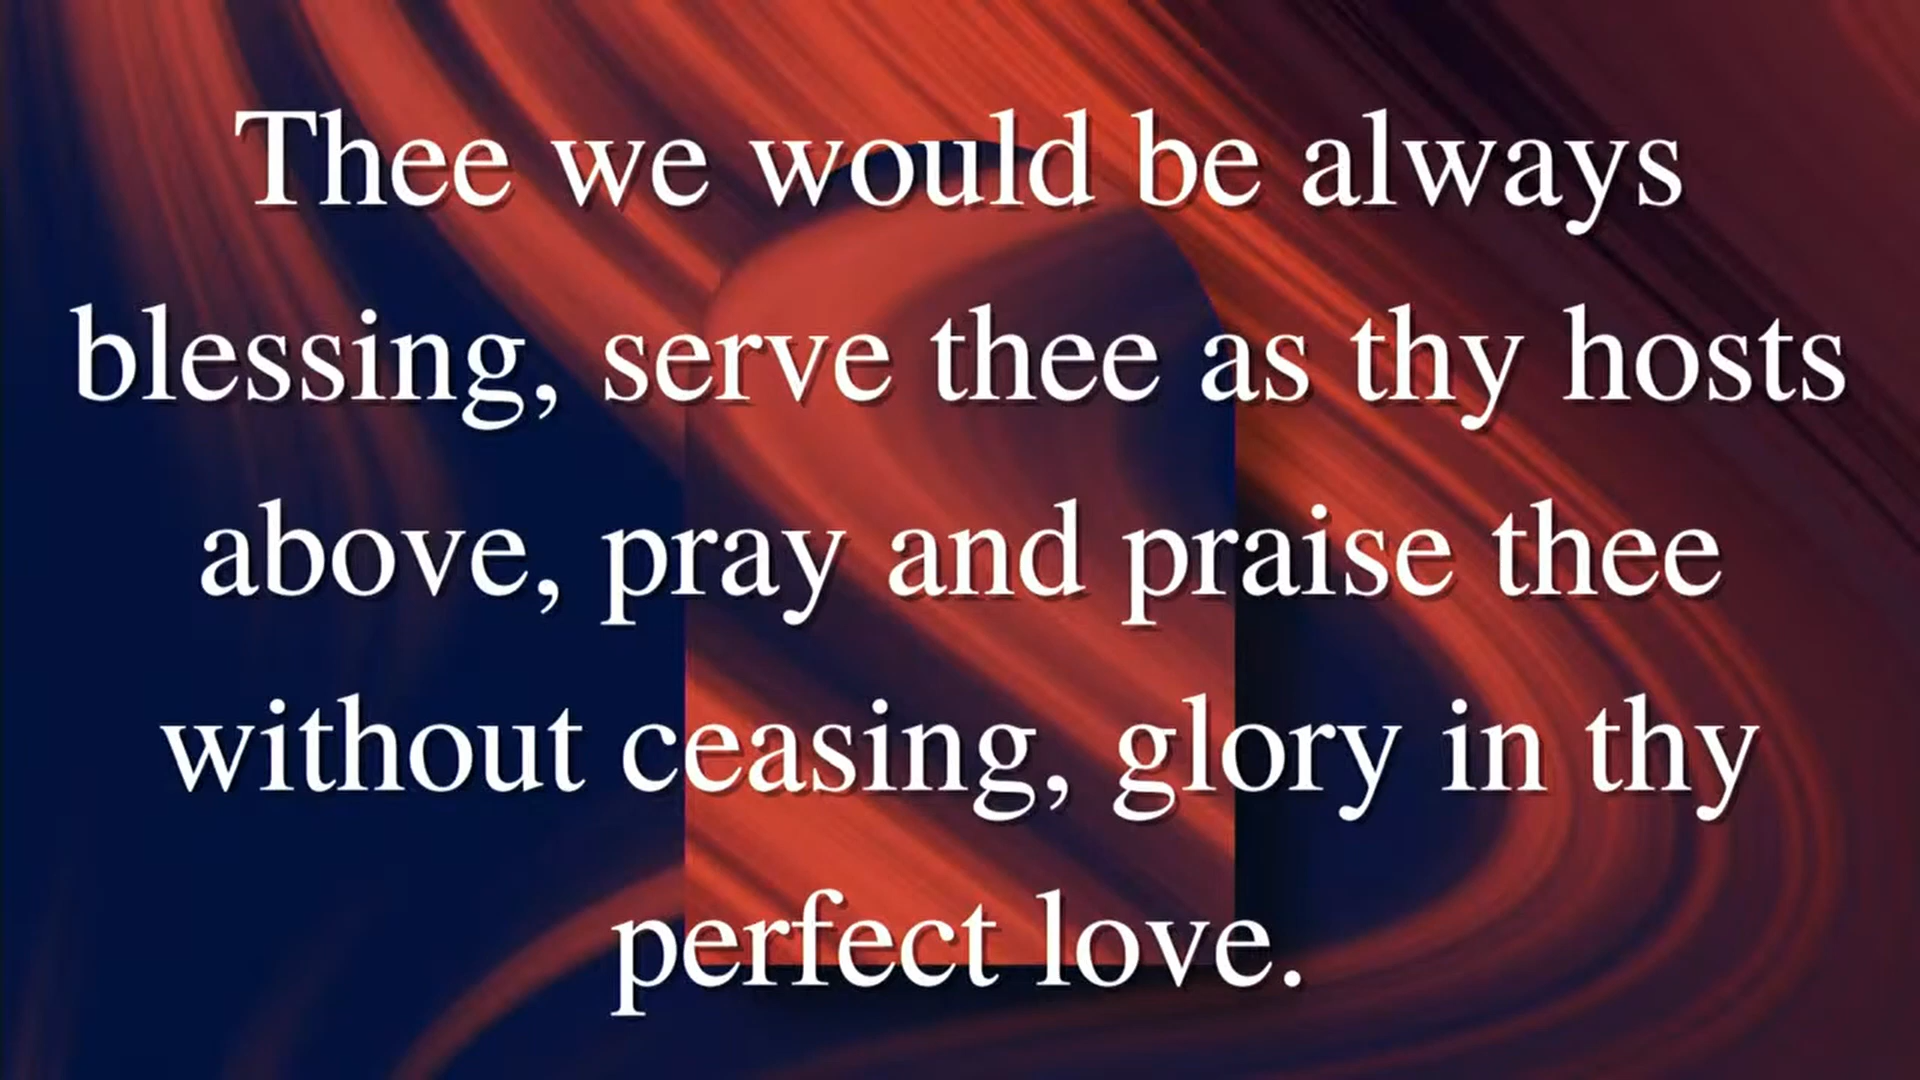 Thee we would be always
blessing, serve thee as thy hosts
above, pray and praise thee
without ceasing, glory in thy
perfect love.